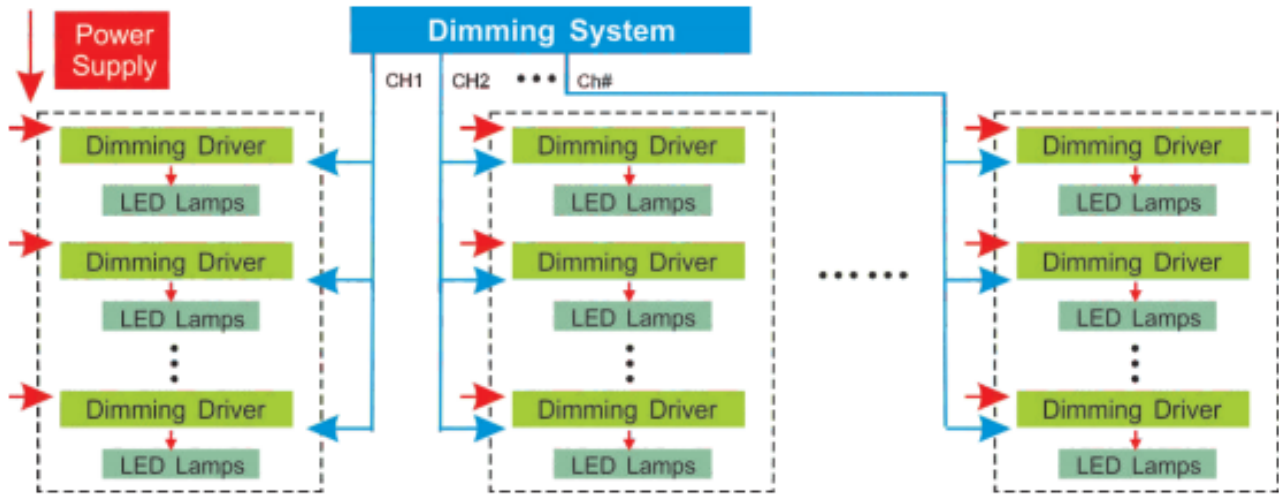 Power
Supply
Dimming System
CH1
CH2
Ch#
Dimming Driver
LED Lamps
Dimming Driver
LED Lamps
Dimming Driver
LED Lamps
Dimming Driver
LED Lamps
Dimming Driver
LED Lamps
Dimming Driver
LED Lamps
Dimming Driver
LED Lamps
Dimming Driver
LED Lamps
Dimming Driver
LED Lamps